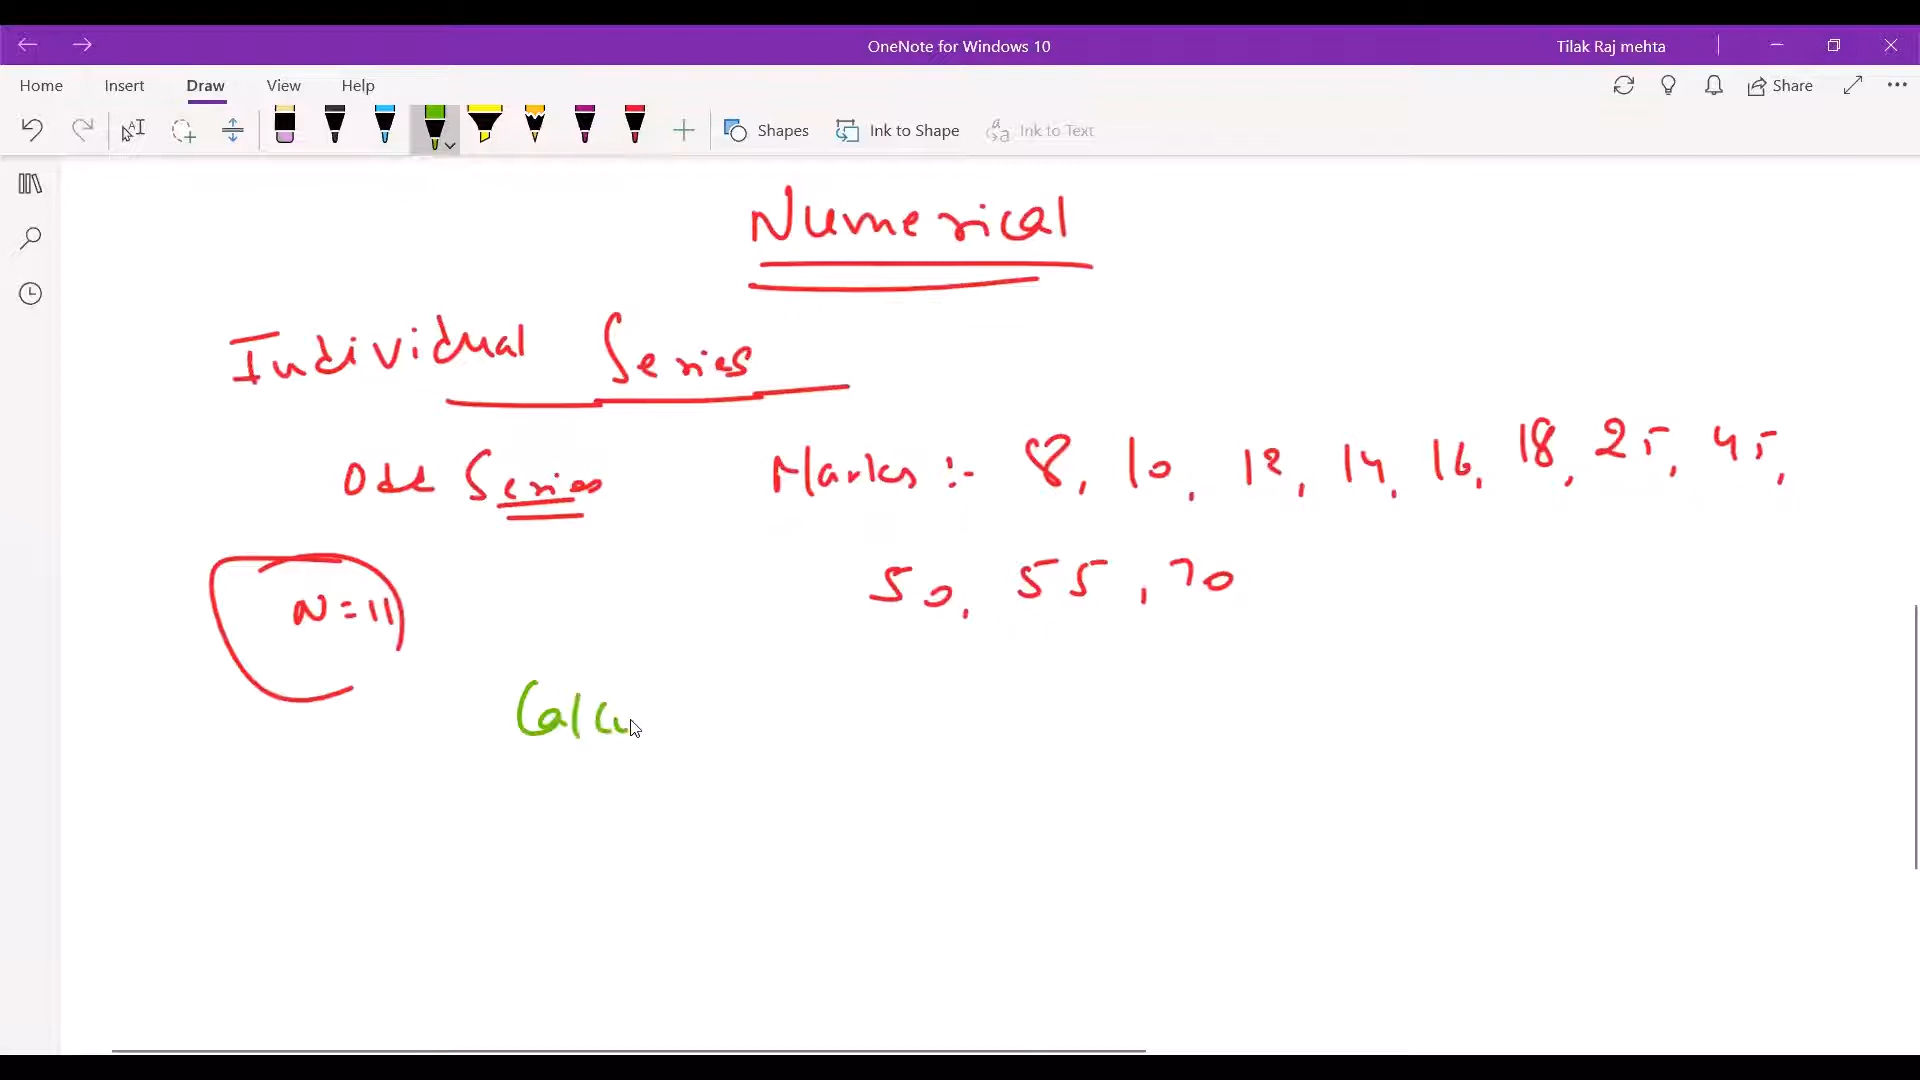 OneNote for Windows 10
Tilak Raj mehta
Home Insert Draw View Help
Share
Shapes Ink to Shape Ink to Text
Numerical
Individual Series
Odd Series Marks :- 8, 10, 12, 14, 16, 18, 25, 45,
50, 55, 70
N = 11
Calcu